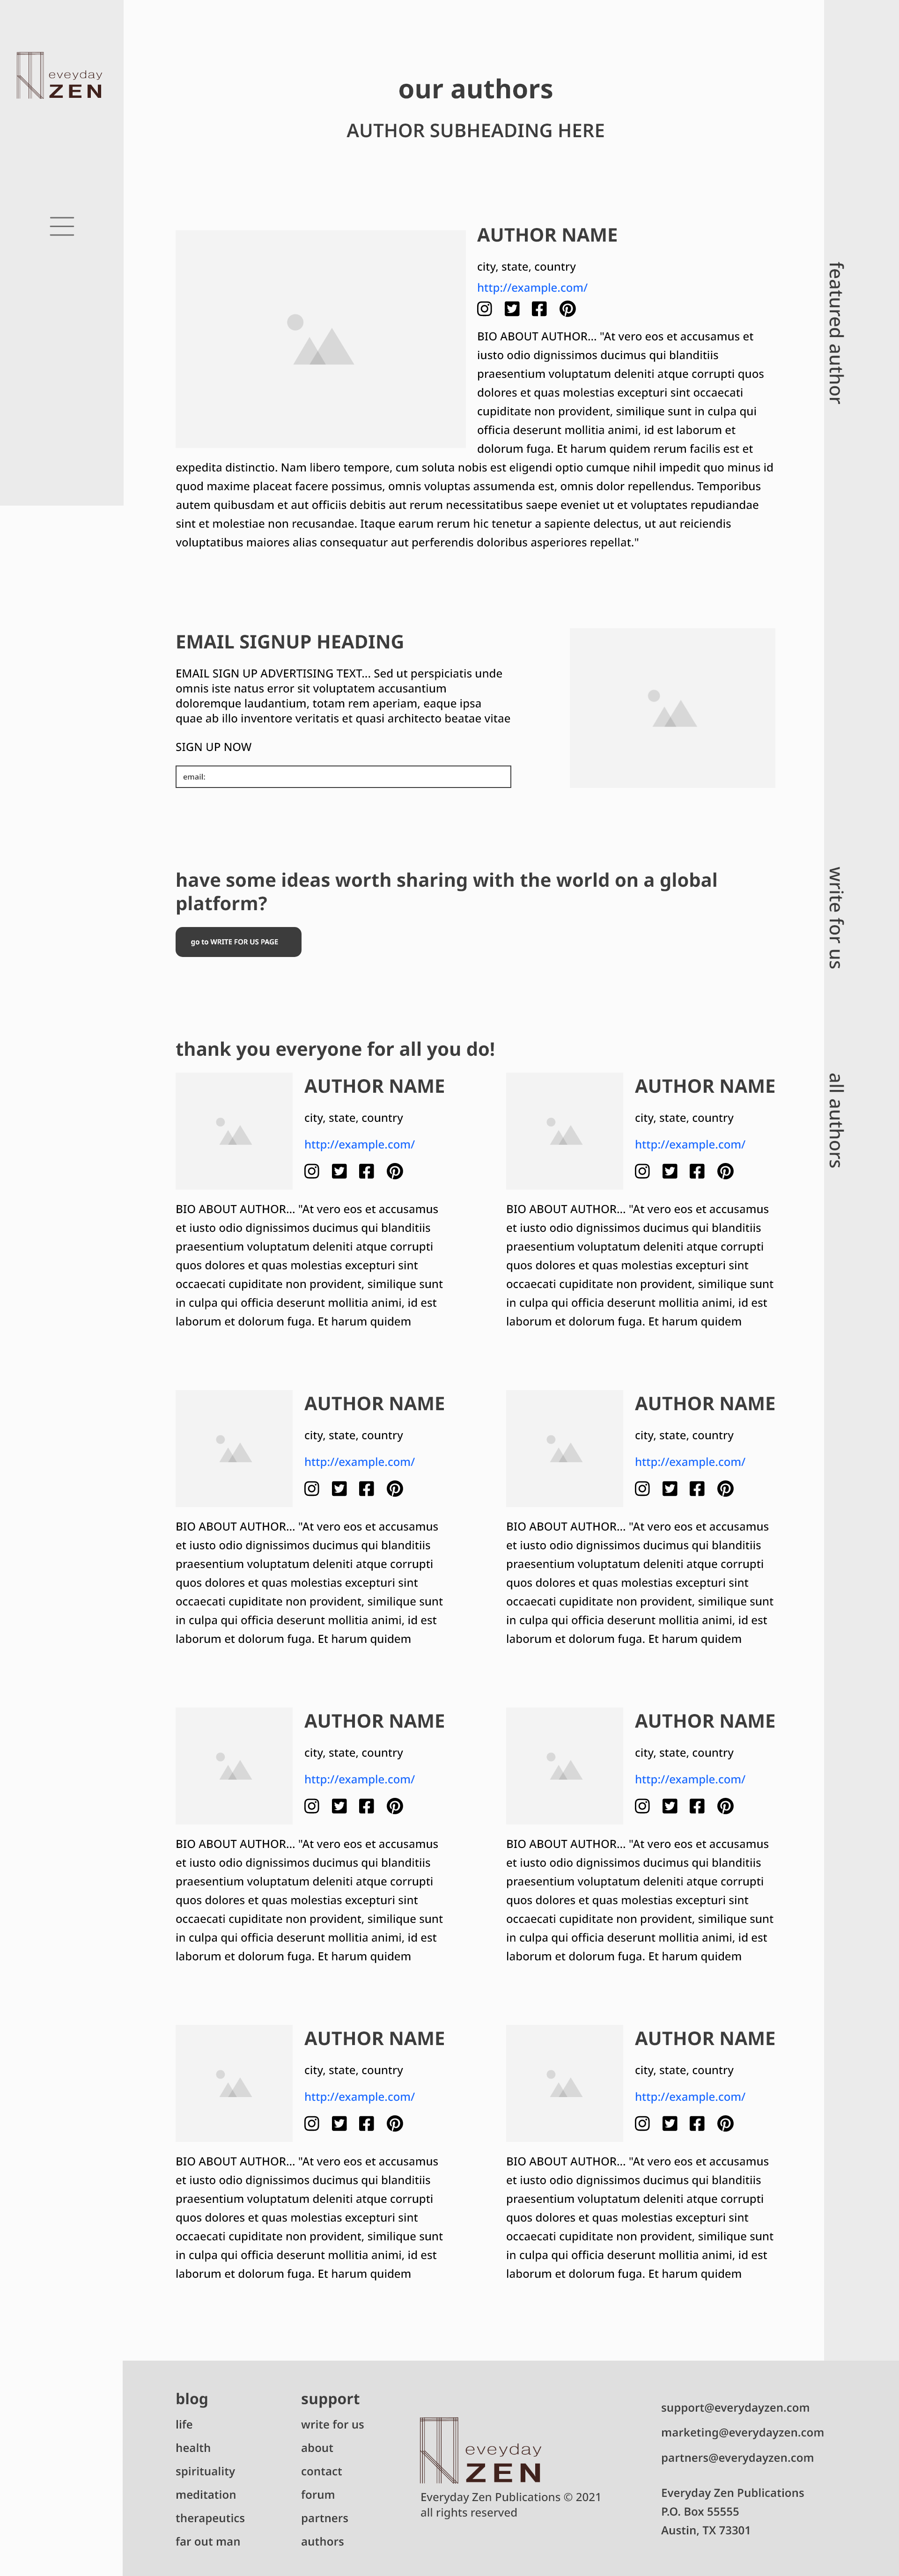 eveyday
ZEN
our authors
AUTHOR SUBHEADING HERE
featured author
AUTHOR NAME
city, state, country
http://example.com/
BIO ABOUT AUTHOR... "At vero eos et accusamus et
iusto odio dignissimos ducimus qui blanditiis
praesentium voluptatum deleniti atque corrupti quos
dolores et quas molestias excepturi sint occaecati
cupiditate non provident, similique sunt in culpa qui
officia deserunt mollitia animi, id est laborum et
dolorum fuga. Et harum quidem rerum facilis est et
expedita distinctio. Nam libero tempore, cum soluta nobis est eligendi optio cumque nihil impedit quo minus id
quod maxime placeat facere possimus, omnis voluptas assumenda est, omnis dolor repellendus. Temporibus
autem quibusdam et aut officiis debitis aut rerum necessitatibus saepe eveniet ut et voluptates repudiandae
sint et molestiae non recusandae. Itaque earum rerum hic tenetur a sapiente delectus, ut aut reiciendis
voluptatibus maiores alias consequatur aut perferendis doloribus asperiores repellat."
EMAIL SIGNUP HEADING
EMAIL SIGN UP ADVERTISING TEXT... Sed ut perspiciatis unde
omnis iste natus error sit voluptatem accusantium
doloremque laudantium, totam rem aperiam, eaque ipsa
quae ab illo inventore veritatis et quasi architecto beatae vitae
SIGN UP NOW
email:
write for us
have some ideas worth sharing with the world on a global
platform?
go to WRITE FOR US PAGE
all authors
thank you everyone for all you do!
AUTHOR NAME
city, state, country
http://example.com/
BIO ABOUT AUTHOR... "At vero eos et accusamus
et iusto odio dignissimos ducimus qui blanditiis
praesentium voluptatum deleniti atque corrupti
quos dolores et quas molestias excepturi sint
occaecati cupiditate non provident, similique sunt
in culpa qui officia deserunt mollitia animi, id est
laborum et dolorum fuga. Et harum quidem
AUTHOR NAME
city, state, country
http://example.com/
BIO ABOUT AUTHOR... "At vero eos et accusamus
et iusto odio dignissimos ducimus qui blanditiis
praesentium voluptatum deleniti atque corrupti
quos dolores et quas molestias excepturi sint
occaecati cupiditate non provident, similique sunt
in culpa qui officia deserunt mollitia animi, id est
laborum et dolorum fuga. Et harum quidem
AUTHOR NAME
city, state, country
http://example.com/
BIO ABOUT AUTHOR... "At vero eos et accusamus
et iusto odio dignissimos ducimus qui blanditiis
praesentium voluptatum deleniti atque corrupti
quos dolores et quas molestias excepturi sint
occaecati cupiditate non provident, similique sunt
in culpa qui officia deserunt mollitia animi, id est
laborum et dolorum fuga. Et harum quidem
AUTHOR NAME
city, state, country
http://example.com/
BIO ABOUT AUTHOR... "At vero eos et accusamus
et iusto odio dignissimos ducimus qui blanditiis
praesentium voluptatum deleniti atque corrupti
quos dolores et quas molestias excepturi sint
occaecati cupiditate non provident, similique sunt
in culpa qui officia deserunt mollitia animi, id est
laborum et dolorum fuga. Et harum quidem
AUTHOR NAME
city, state, country
http://example.com/
BIO ABOUT AUTHOR... "At vero eos et accusamus
et iusto odio dignissimos ducimus qui blanditiis
praesentium voluptatum deleniti atque corrupti
quos dolores et quas molestias excepturi sint
occaecati cupiditate non provident, similique sunt
in culpa qui officia deserunt mollitia animi, id est
laborum et dolorum fuga. Et harum quidem
AUTHOR NAME
city, state, country
http://example.com/
BIO ABOUT AUTHOR... "At vero eos et accusamus
et iusto odio dignissimos ducimus qui blanditiis
praesentium voluptatum deleniti atque corrupti
quos dolores et quas molestias excepturi sint
occaecati cupiditate non provident, similique sunt
in culpa qui officia deserunt mollitia animi, id est
laborum et dolorum fuga. Et harum quidem
AUTHOR NAME
city, state, country
http://example.com/
BIO ABOUT AUTHOR... "At vero eos et accusamus
et iusto odio dignissimos ducimus qui blanditiis
praesentium voluptatum deleniti atque corrupti
quos dolores et quas molestias excepturi sint
occaecati cupiditate non provident, similique sunt
in culpa qui officia deserunt mollitia animi, id est
laborum et dolorum fuga. Et harum quidem
AUTHOR NAME
city, state, country
http://example.com/
BIO ABOUT AUTHOR... "At vero eos et accusamus
et iusto odio dignissimos ducimus qui blanditiis
praesentium voluptatum deleniti atque corrupti
quos dolores et quas molestias excepturi sint
occaecati cupiditate non provident, similique sunt
in culpa qui officia deserunt mollitia animi, id est
laborum et dolorum fuga. Et harum quidem
blog
life
health
spirituality
meditation
therapeutics
far out man
support
write for us
about
contact
forum
partners
authors
eveyday
ZEN
Everyday Zen Publications © 2021
all rights reserved
support@everydayzen.com
marketing@everydayzen.com
partners@everydayzen.com
Everyday Zen Publications
P.O. Box 55555
Austin, TX 73301